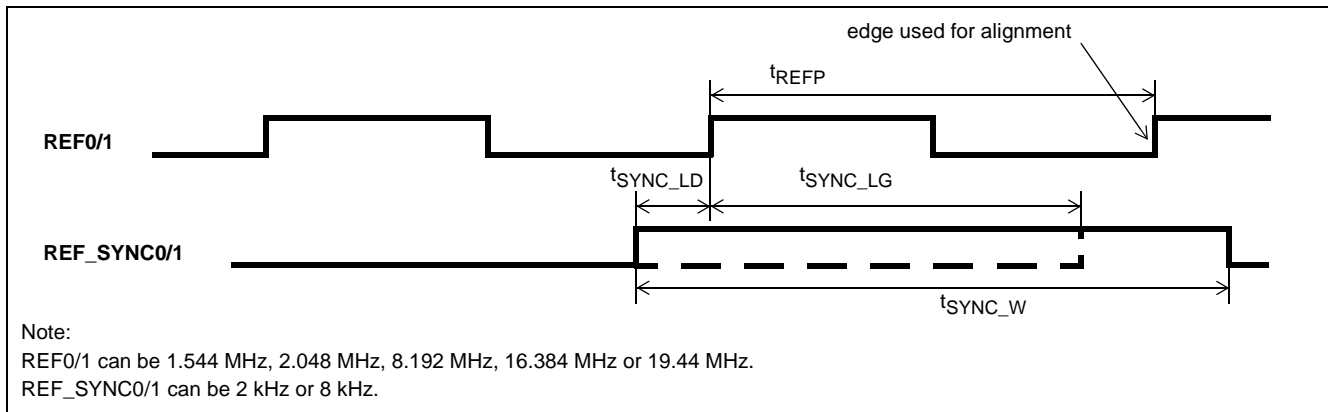 edge used for alignment
tREFP
REF0/1
tSYNC_LD
tSYNC_LG
REF_SYNC0/1
tSYNC_W
Note:
REF0/1 can be 1.544 MHz, 2.048 MHz, 8.192 MHz, 16.384 MHz or 19.44 MHz.
REF_SYNC0/1 can be 2 kHz or 8 kHz.